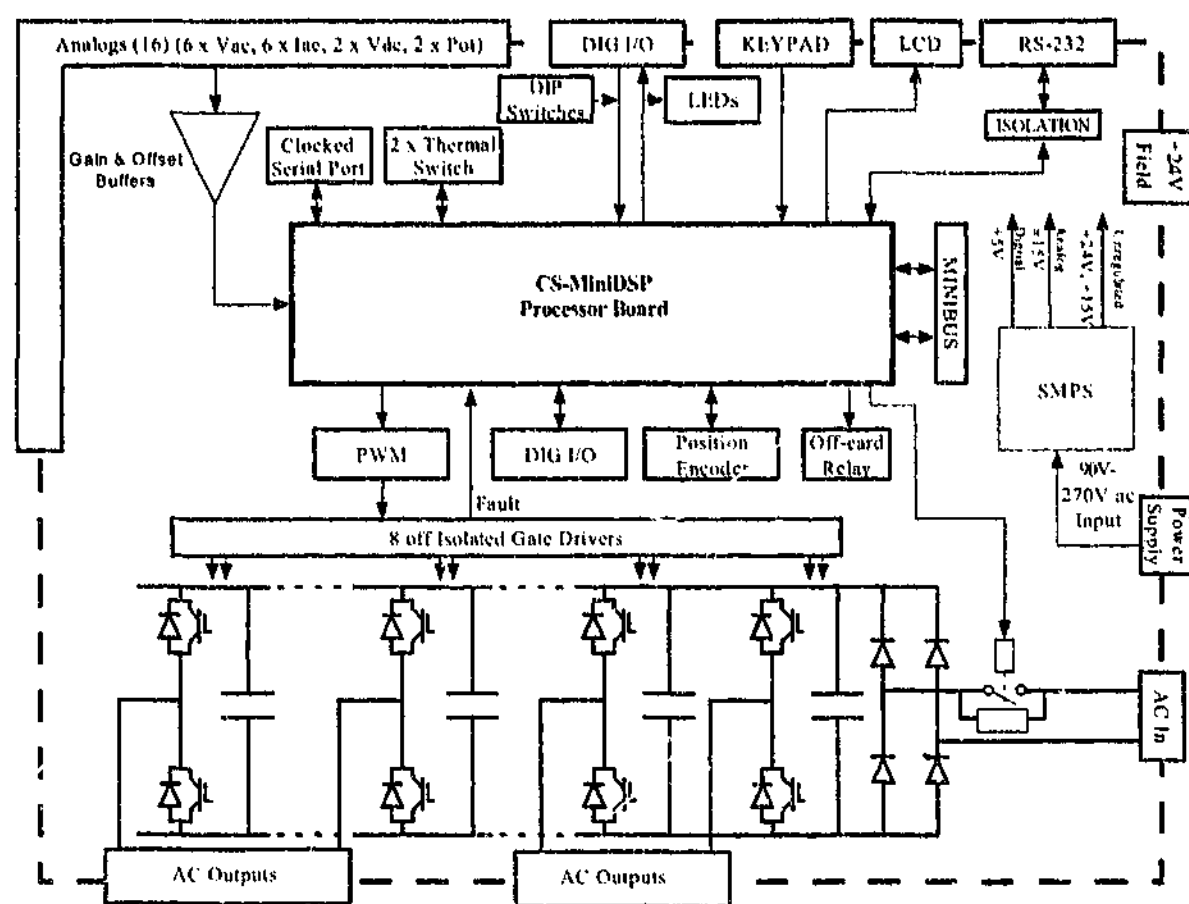 Analogs (16) (6 x Vac, 6 x Iac, 2 x Vdc, 2 x Pot)
DIG I/O
KEYPAD
LCD
RS-232
DIP
Switches
LEDs
ISOLATION
+24V
Field
Gain & Offset
Buffers
Clocked
Serial Port
2 x Thermal
Switch
CS-MiniDSP
Processor Board
MINIBUS
+5V
Digital
±15V
Analog
+24V, -15V
Unregulated
SMPS
PWM
DIG I/O
Position
Encoder
Off-card
Relay
90V-
270V ac
Input
Power
Supply
Fault
8 off Isolated Gate Drivers
AC In
AC Outputs
AC Outputs